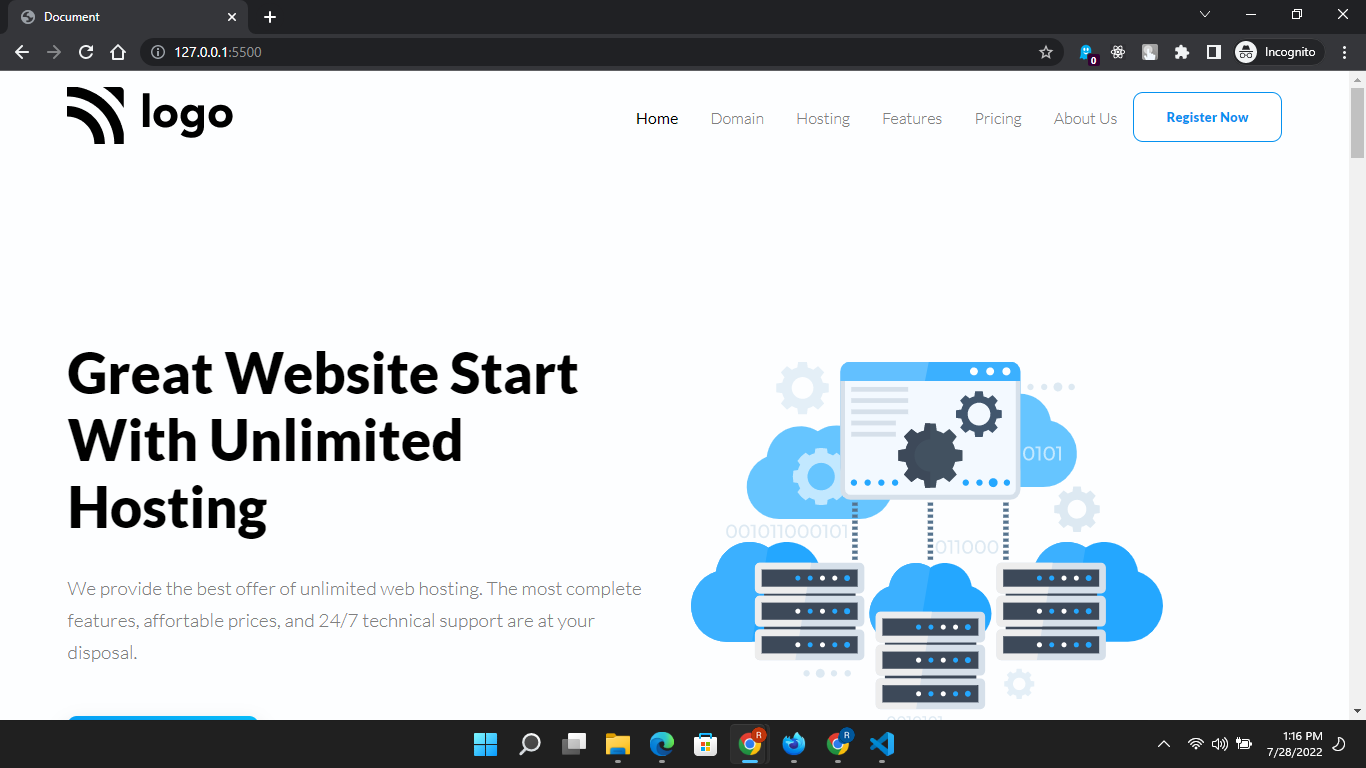 Document
127.0.0.1:5500
0
Incognito
logo
Home Domain Hosting Features Pricing About Us Register Now
Great Website Start
With Unlimited
Hosting
0101
001011000101
011000
We provide the best offer of unlimited web hosting. The most complete
features, affortable prices, and 24/7 technical support are at your
disposal.
R
R
1:16 PM
7/28/2022